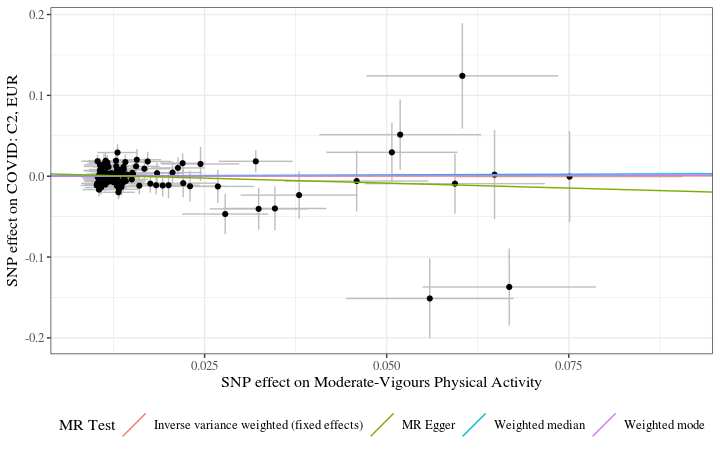 SNP effect on COVID: C2, EUR
0.2
0.1
0.0
-0.1
-0.2
0.025
0.050
0.075
SNP effect on Moderate-Vigours Physical Activity
MR Test
Inverse variance weighted (fixed effects)
MR Egger
Weighted median
Weighted mode